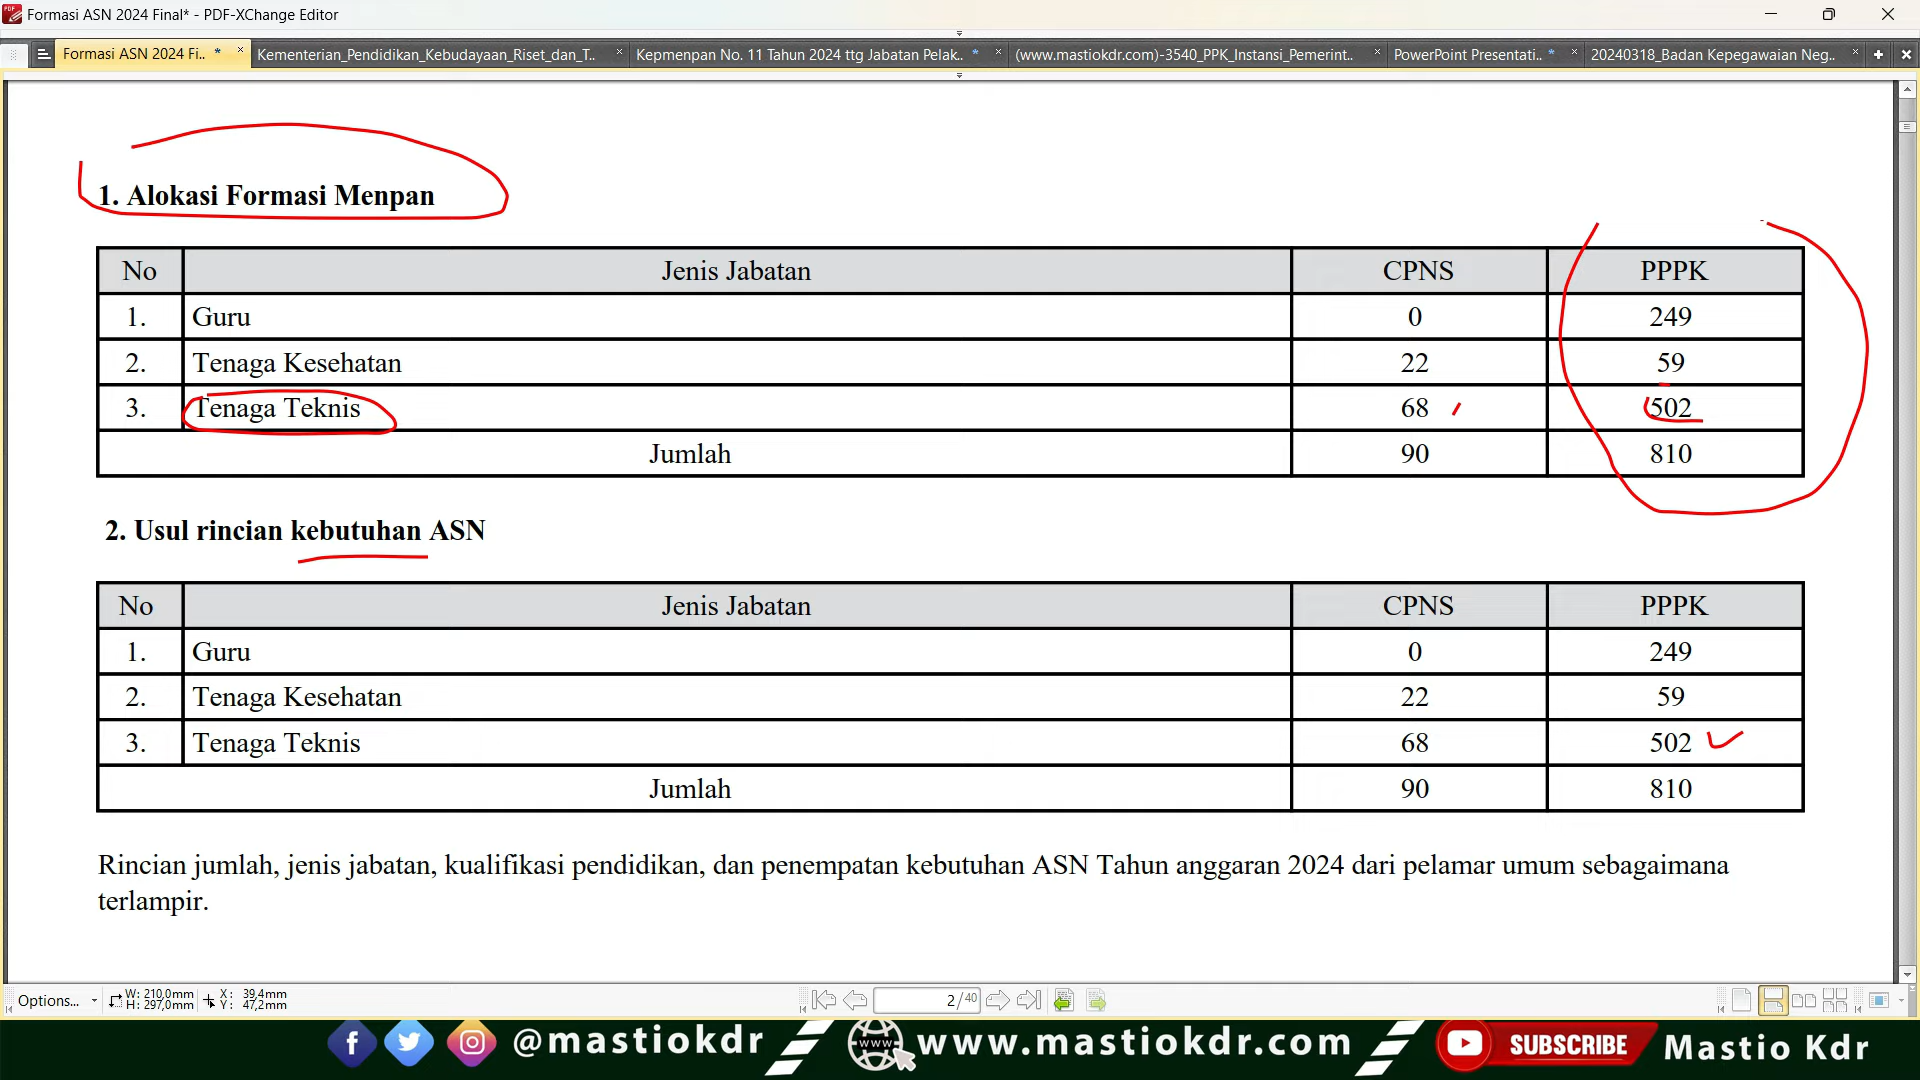 Formasi ASN 2024 Final* - PDF-XChange Editor
Formasi ASN 2024 Fi.. *
Kementerian_Pendidikan_Kebudayaan_Riset_dan_T..
Kepmenpan No. 11 Tahun 2024 ttg Jabatan Pelak.. *
(www.mastiokdr.com)-3540_PPK_Instansi_Pemerint..
PowerPoint Presentati.. *
20240318_Badan Kepegawaian Neg..
1. Alokasi Formasi Menpan
No Jenis Jabatan CPNS PPPK
1. Guru 0 249
2. Tenaga Kesehatan 22 59
3. Tenaga Teknis 68 502
Jumlah 90 810
2. Usul rincian kebutuhan ASN
No Jenis Jabatan CPNS PPPK
1. Guru 0 249
2. Tenaga Kesehatan 22 59
3. Tenaga Teknis 68 502
Jumlah 90 810
Rincian jumlah, jenis jabatan, kualifikasi pendidikan, dan penempatan kebutuhan ASN Tahun anggaran 2024 dari pelamar umum sebagaimana
terlampir.
Options...
W: 210,0mm
H: 297,0mm
X: 39,4mm
Y: 47,2mm
2 / 40
@mastiokdr
WWW
www.mastiokdr.com
SUBSCRIBE
Mastio Kdr